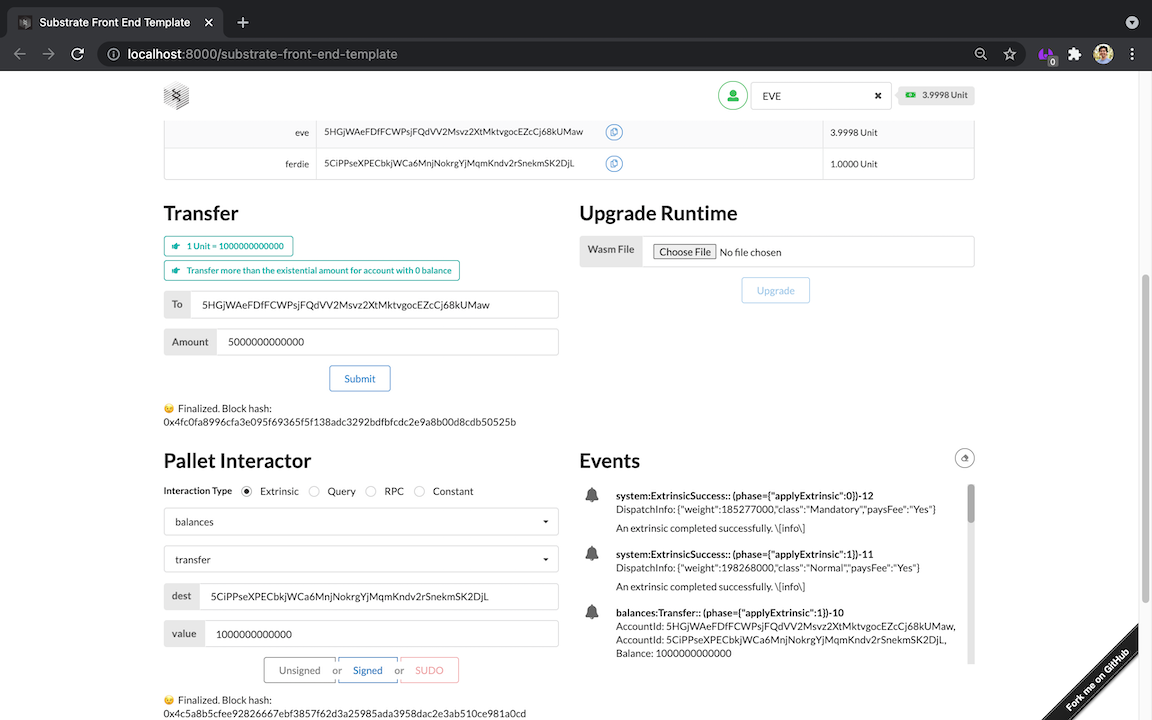 Substrate Front End Template
localhost:8000/substrate-front-end-template
0
EVE
3.9998 Unit
eve 5HGjWAeFDfFCWPsjFQdVV2Msvz2XtMktvgocEZcCj68kUMaw 3.9998 Unit
ferdie 5CiPPseXPECbkjWCa6MnjNokrgYjMqmKndv2rSnekmSK2DjL 1.0000 Unit
Transfer
1 Unit = 1000000000000
Transfer more than the existential amount for account with 0 balance
To 5HGjWAeFDfFCWPsjFQdVV2Msvz2XtMktvgocEZcCj68kUMaw
Amount 5000000000000
Submit
😉 Finalized. Block hash:
0x4fc0fa8996cfa3e095f69365f5f138adc3292bdfbfcdc2e9a8b00d8cdb50525b
Upgrade Runtime
Wasm File Choose File No file chosen
Upgrade
Pallet Interactor
Interaction Type Extrinsic Query RPC Constant
balances
transfer
dest 5CiPPseXPECbkjWCa6MnjNokrgYjMqmKndv2rSnekmSK2DjL
value 1000000000000
Unsigned or Signed or SUDO
😉 Finalized. Block hash:
0x4c5a8b5cfee92826667ebf3857f62d3a25985ada3958dac2e3ab510ce981a0cd
Events
system:ExtrinsicSuccess:: (phase={"applyExtrinsic":0})-12
DispatchInfo: {"weight":185277000,"class":"Mandatory","paysFee":"Yes"}
An extrinsic completed successfully. \[info\]
system:ExtrinsicSuccess:: (phase={"applyExtrinsic":1})-11
DispatchInfo: {"weight":198268000,"class":"Normal","paysFee":"Yes"}
An extrinsic completed successfully. \[info\]
balances:Transfer:: (phase={"applyExtrinsic":1})-10
AccountId: 5HGjWAeFDfFCWPsjFQdVV2Msvz2XtMktvgocEZcCj68kUMaw,
AccountId: 5CiPPseXPECbkjWCa6MnjNokrgYjMqmKndv2rSnekmSK2DjL,
Balance: 1000000000000
Fork me on GitHub